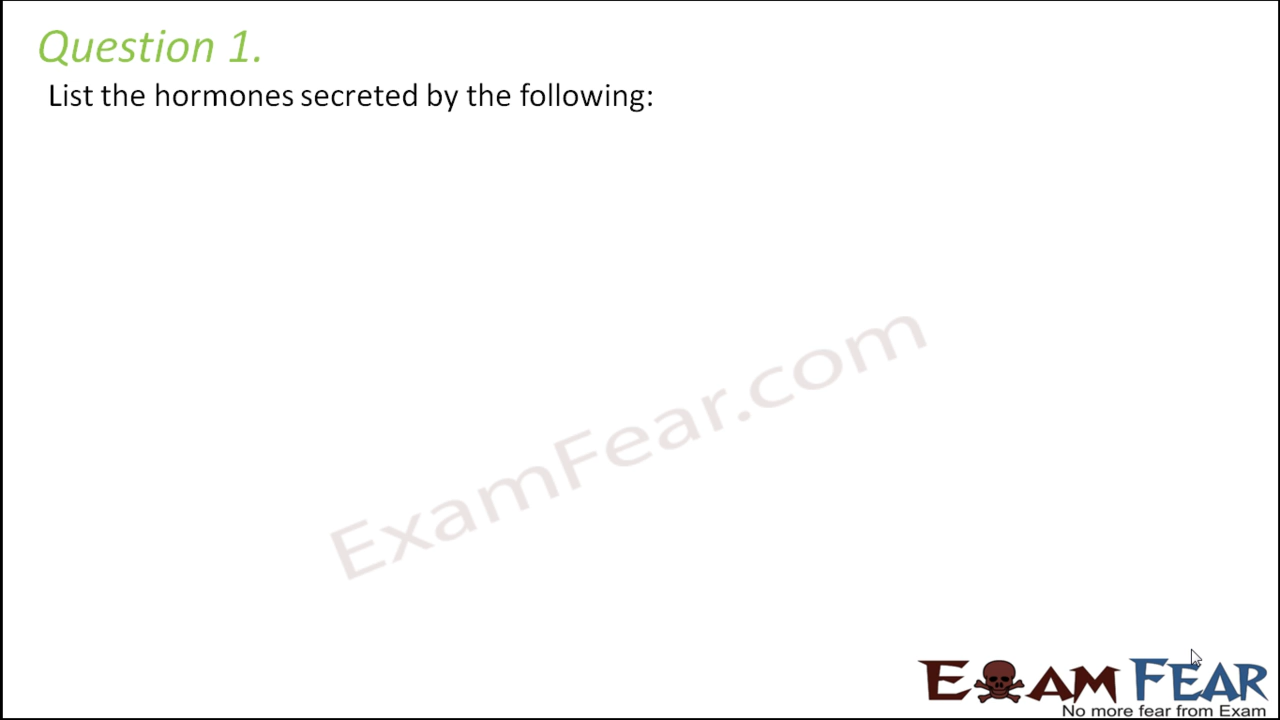 Question 1.
List the hormones secreted by the following:
ExamFear.com
EXAM FEAR
No more fear from Exam